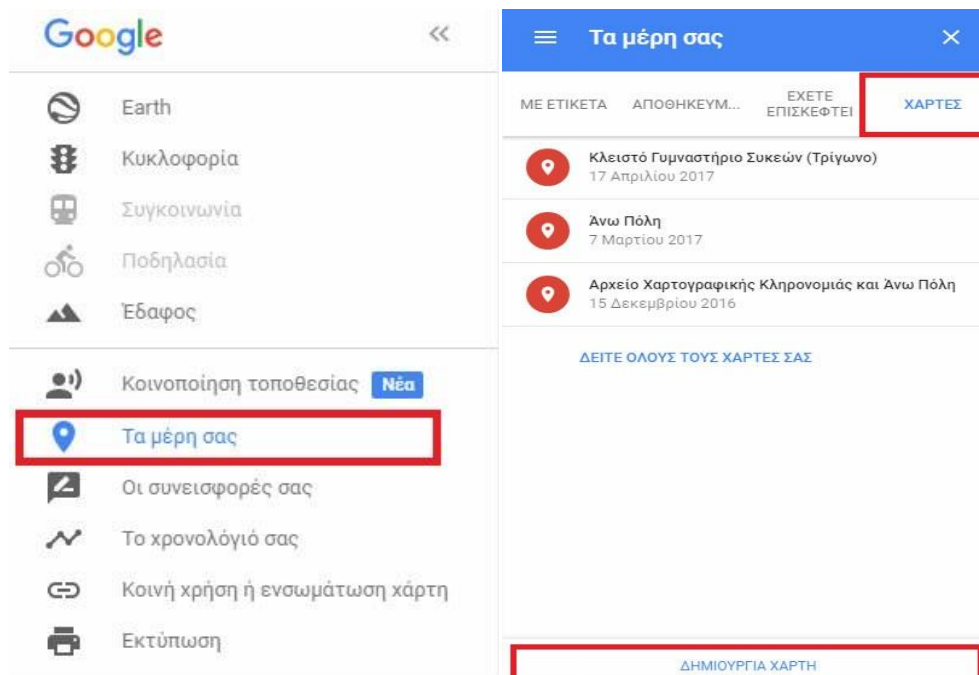 Google
Earth
Κυκλοφορία
Συγκοινωνία
Ποδηλασία
Έδαφος
Κοινοποίηση τοποθεσίας Νέα
Τα μέρη σας
Οι συνεισφορές σας
Το χρονολόγιό σας
Κοινή χρήση ή ενσωμάτωση χάρτη
Εκτύπωση
Τα μέρη σας
ΜΕ ΕΤΙΚΕΤΑ
ΑΠΟΘΗΚΕΥΜ...
ΕΧΕΤΕ
ΕΠΙΣΚΕΦΤΕΙ
ΧΑΡΤΕΣ
Κλειστό Γυμναστήριο Συκεών (Τρίγωνο)
17 Απριλίου 2017
Άνω Πόλη
7 Μαρτίου 2017
Αρχείο Χαρτογραφικής Κληρονομιάς και Άνω Πόλη
15 Δεκεμβρίου 2016
ΔΕΙΤΕ ΟΛΟΥΣ ΤΟΥΣ ΧΑΡΤΕΣ ΣΑΣ
ΔΗΜΙΟΥΡΓΙΑ ΧΑΡΤΗ